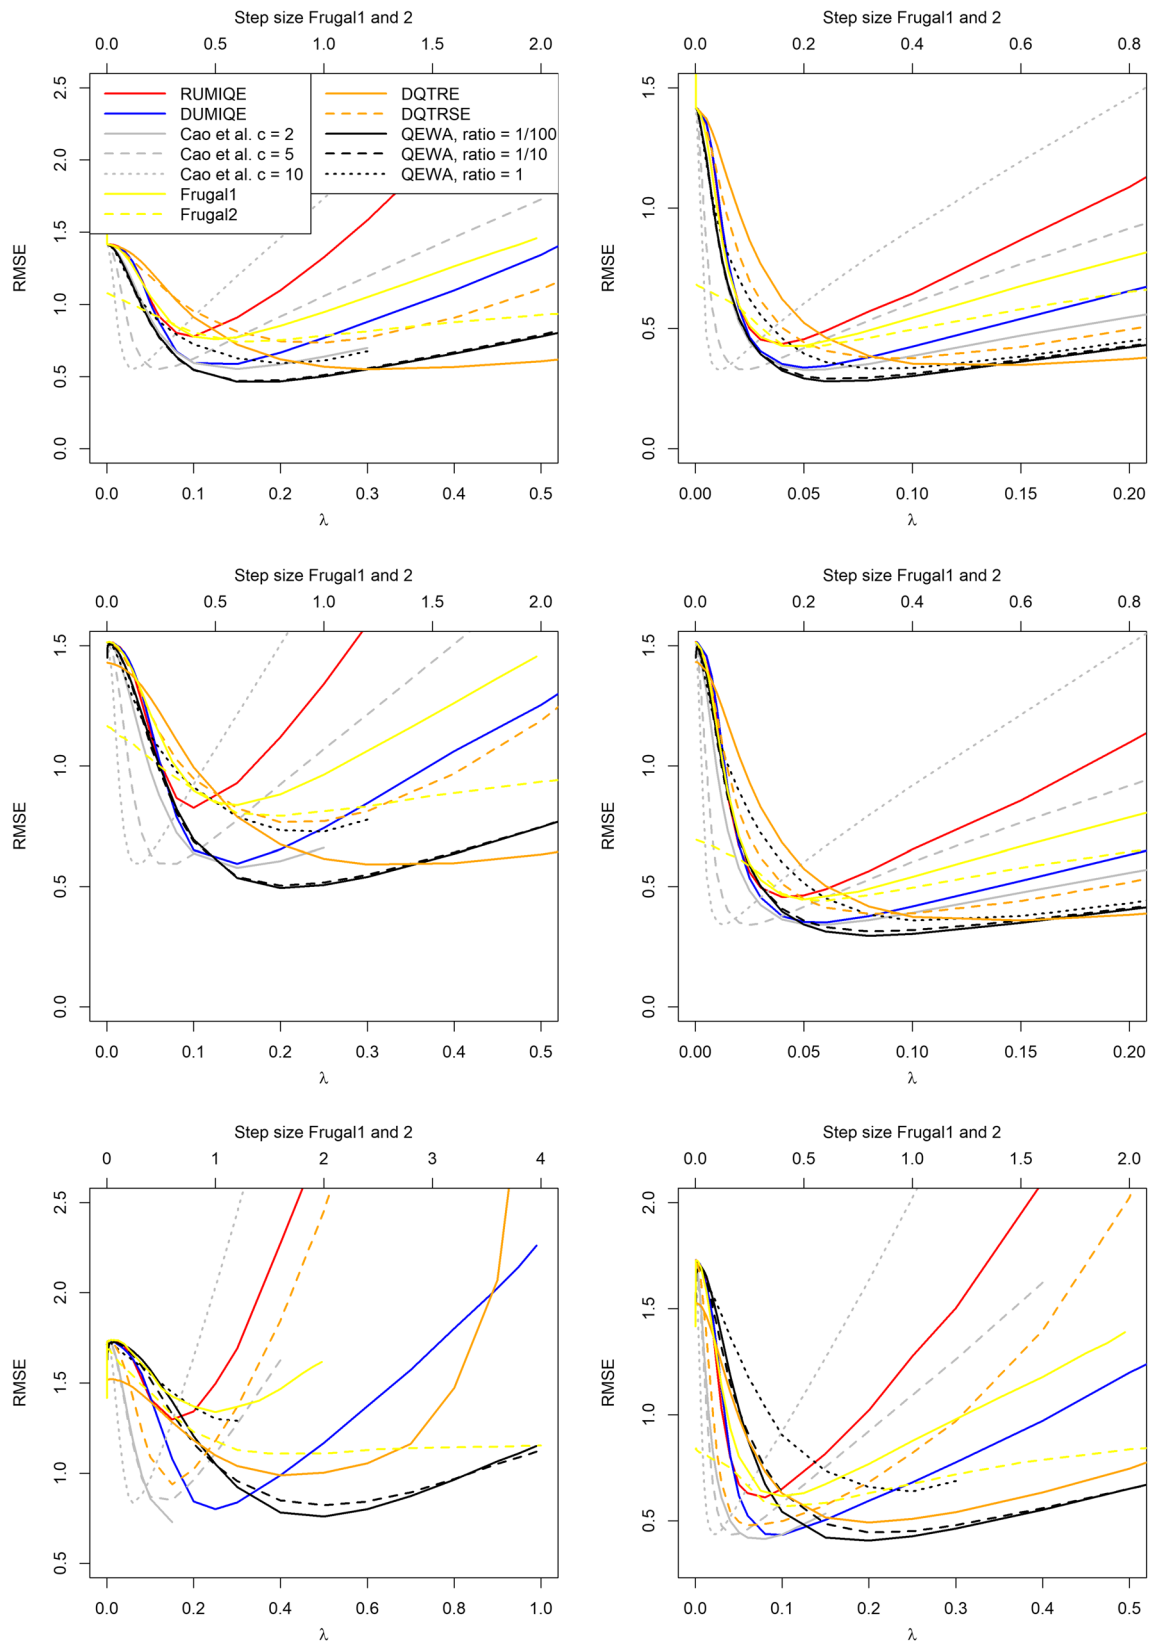 Step size Frugal1 and 2
0.0 0.5 1.0 1.5 2.0
RMSE
2.5
2.0
1.5
1.0
0.5
0.0
RUMIQE
DUMIQE
Cao et al. c = 2
Cao et al. c = 5
Cao et al. c = 10
Frugal1
Frugal2
DQTRE
DQTRSE
QEWA, ratio = 1/100
QEWA, ratio = 1/10
QEWA, ratio = 1
0.0 0.1 0.2 0.3 0.4 0.5
λ
Step size Frugal1 and 2
0.0 0.2 0.4 0.6 0.8
RMSE
1.5
1.0
0.5
0.0
0.00 0.05 0.10 0.15 0.20
λ
Step size Frugal1 and 2
0.0 0.5 1.0 1.5 2.0
RMSE
1.5
1.0
0.5
0.0
0.0 0.1 0.2 0.3 0.4 0.5
λ
Step size Frugal1 and 2
0.0 0.2 0.4 0.6 0.8
RMSE
1.5
1.0
0.5
0.0
0.00 0.05 0.10 0.15 0.20
λ
Step size Frugal1 and 2
0 1 2 3 4
RMSE
2.5
2.0
1.5
1.0
0.5
0.0 0.2 0.4 0.6 0.8 1.0
λ
Step size Frugal1 and 2
0.0 0.5 1.0 1.5 2.0
RMSE
2.0
1.5
1.0
0.5
0.0 0.1 0.2 0.3 0.4 0.5
λ